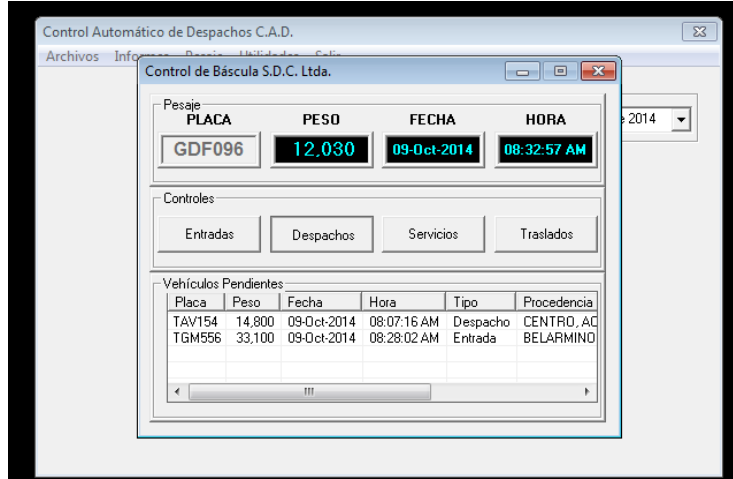 Control Automático de Despachos C.A.D.
Archivos
Control de Báscula S.D.C. Ltda.
2014
Pesaje
PLACA PESO FECHA HORA
GDF096 12,030 09-Oct-2014 08:32:57 AM
Controles
Entradas Despachos Servicios Traslados
Vehículos Pendientes
Placa Peso Fecha Hora Tipo Procedencia
TAV154 14,800 09-Oct-2014 08:07:16 AM Despacho CENTRO, AC
TGM556 33,100 09-Oct-2014 08:28:02 AM Entrada BELARMINO